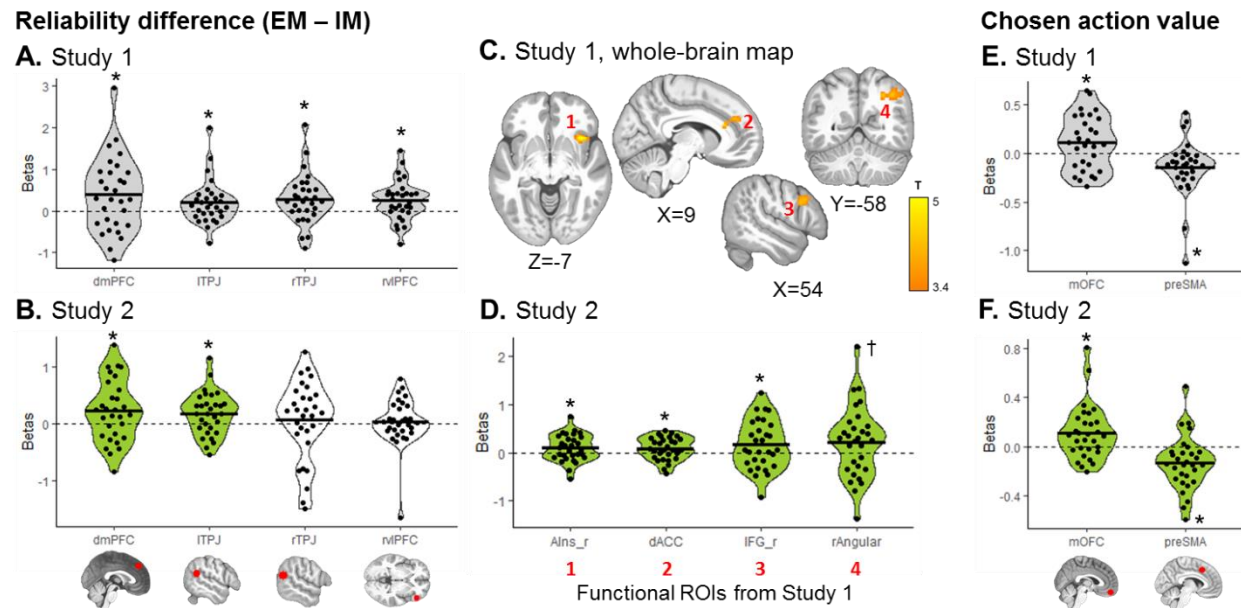 Reliability difference (EM – IM)
A. Study 1
*
*
*
*
3
2
1
0
-1
Betas
dmPFC
lTPJ
rTPJ
rvlPFC
B. Study 2
*
*
1
0
-1
Betas
dmPFC
lTPJ
rTPJ
rvlPFC
C. Study 1, whole-brain map
1
2
3
4
Z=-7
X=9
X=54
Y=-58
T
5
3.4
D. Study 2
*
*
*
†
2
1
0
-1
Betas
AIns_r
dACC
IFG_r
rAngular
1
2
3
4
Functional ROIs from Study 1
Chosen action value
E. Study 1
*
*
0.5
0.0
-0.5
-1.0
Betas
mOFC
preSMA
F. Study 2
*
*
0.8
0.4
0.0
-0.4
Betas
mOFC
preSMA